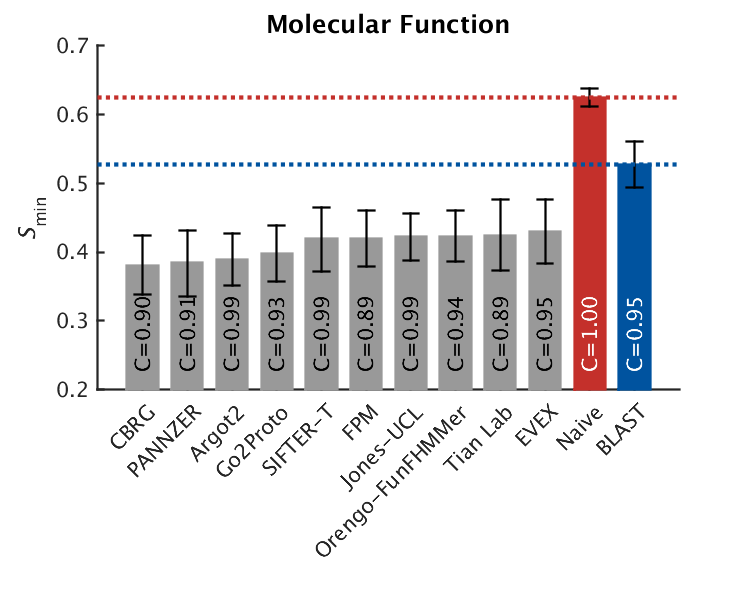 Molecular Function
0.7
0.6
0.5
0.4
0.3
0.2
Smin
C=0.90
C=0.91
C=0.99
C=0.93
C=0.99
C=0.89
C=0.99
C=0.94
C=0.89
C=0.95
C=1.00
C=0.95
CBRG
PANNZER
Argot2
Go2Proto
SIFTER-T
FPM
Jones-UCL
Orengo-FunFHMMer
Tian Lab
EVEX
Naive
BLAST